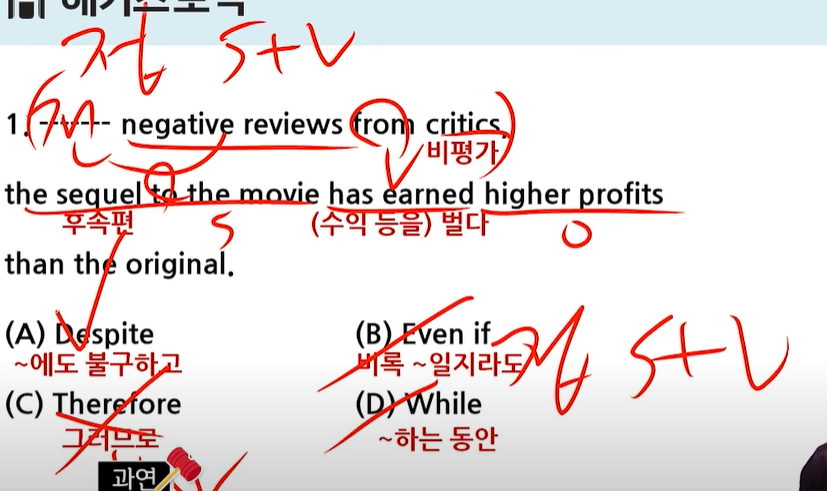 접 S+V
1. ------ negative reviews from critics,
전
비평가
the sequel to the movie has earned higher profits
후속편 S (수익 등을) 벌다 O
V
than the original.
(A) Despite (B) Even if
~에도 불구하고 비록 ~일지라도 접 S+V
(C) Therefore (D) While
그러므로 ~하는 동안
과연